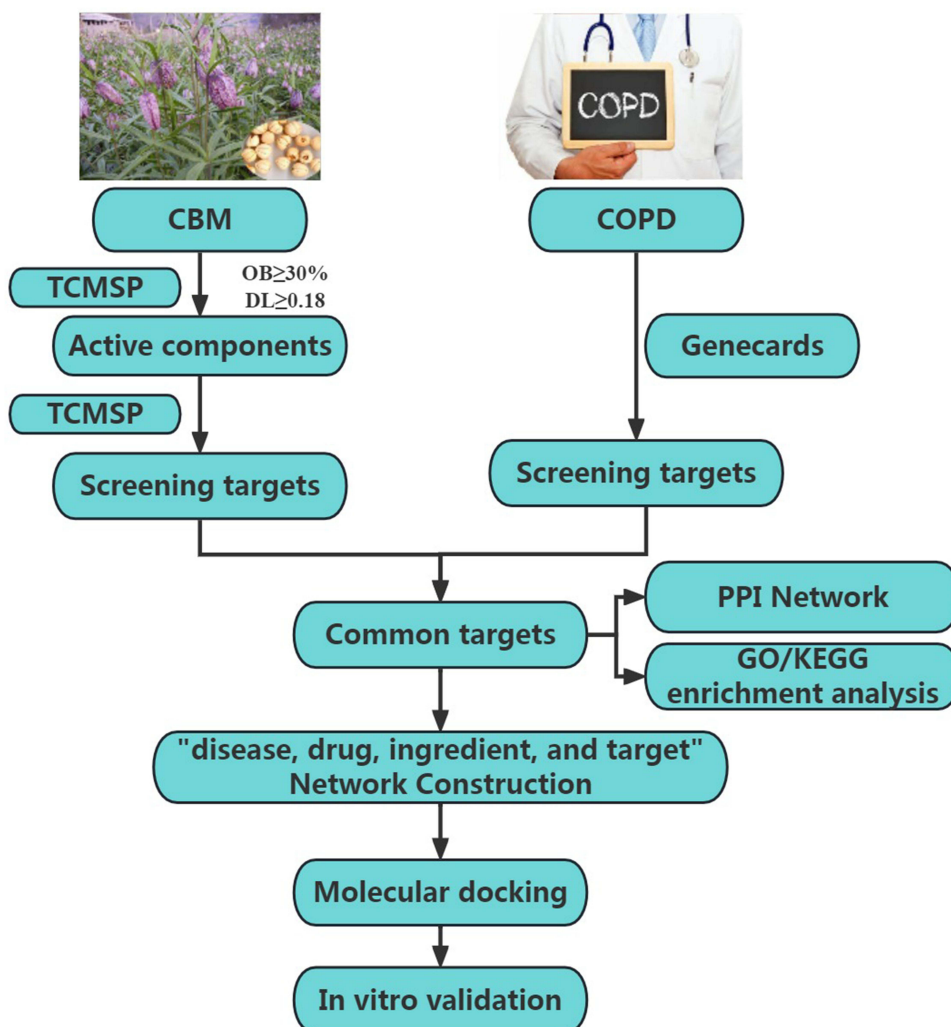 COPD
CBM
COPD
TCMSP
OB≥30%
DL≥0.18
Active components
Genecards
TCMSP
Screening targets
Screening targets
Common targets
PPI Network
GO/KEGG
enrichment analysis
"disease, drug, ingredient, and target"
Network Construction
Molecular docking
In vitro validation